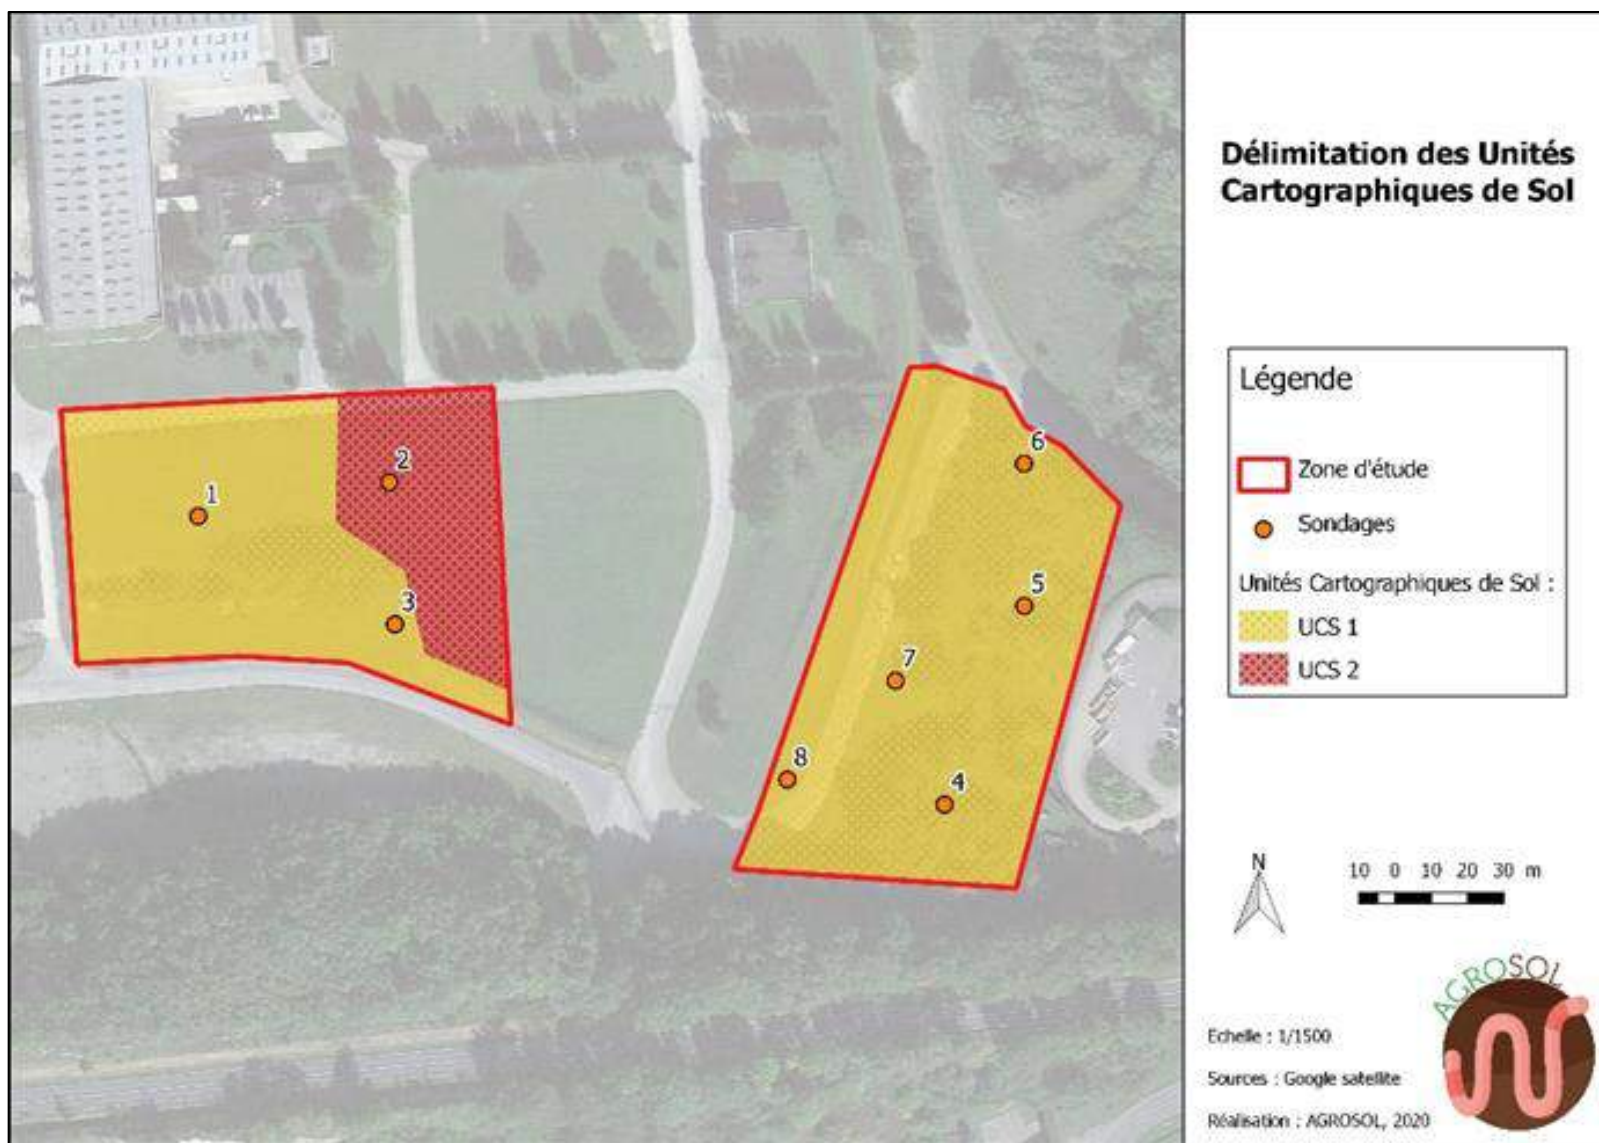 Délimitation des Unités
Cartographiques de Sol
Légende
Zone d'étude
Sondages
Unités Cartographiques de Sol :
UCS 1
UCS 2
1
2
3
6
5
7
8
4
N
10 0 10 20 30 m
AGROSOL
Echelle : 1/1500
Sources : Google satellite
Réalisation : AGROSOL, 2020